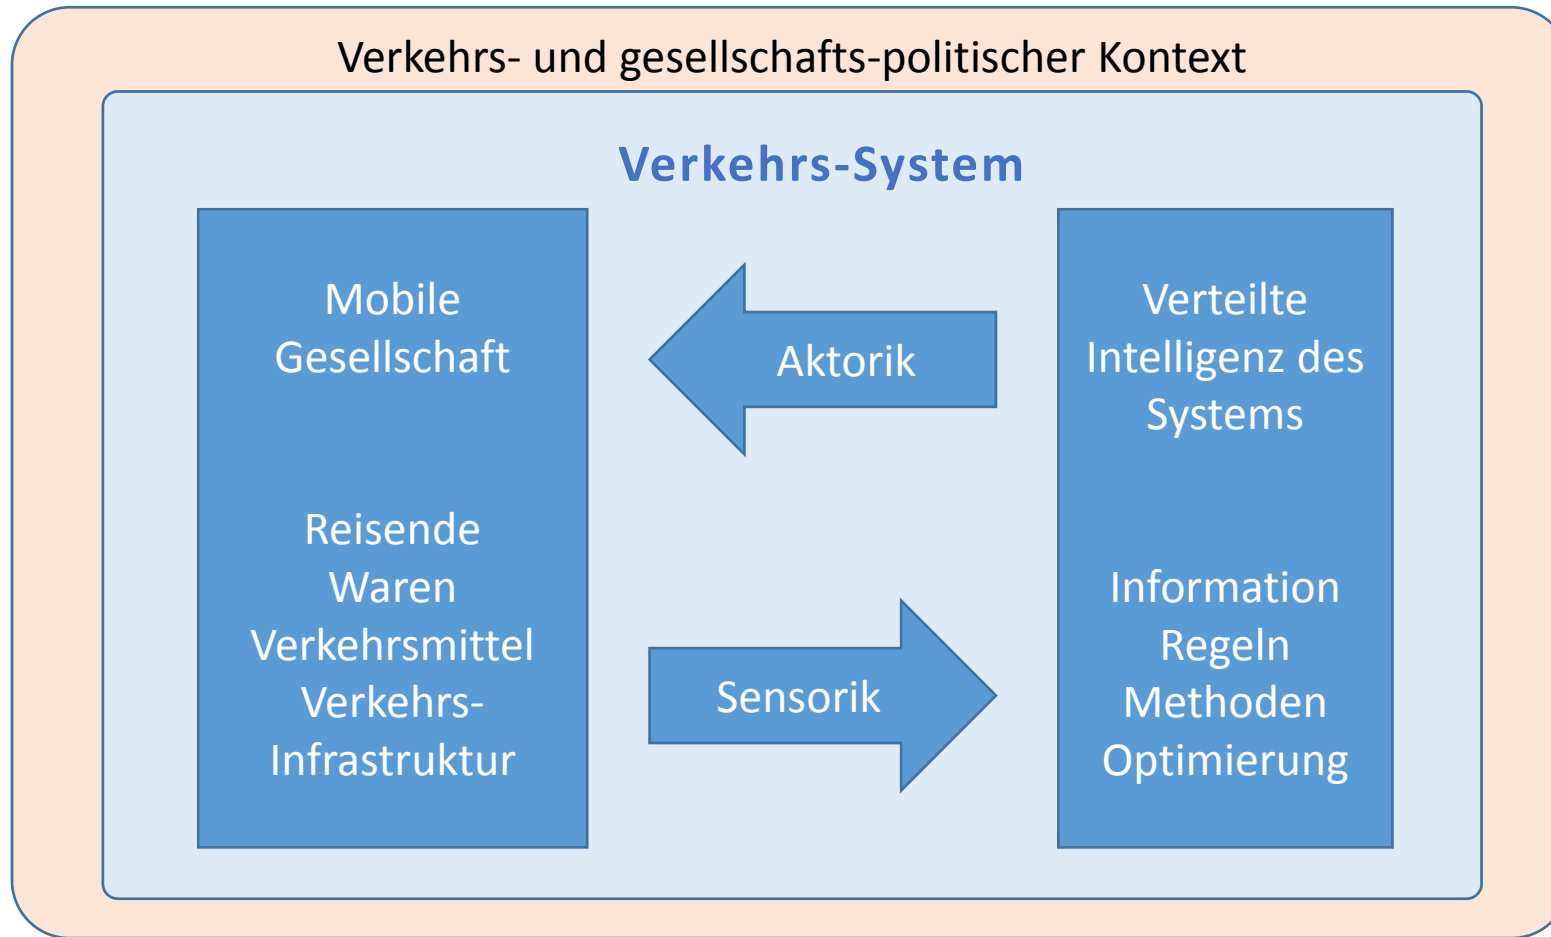 Verkehrs- und gesellschafts-politischer Kontext
Verkehrs-System
Mobile
Gesellschaft
Reisende
Waren
Verkehrsmittel
Verkehrs-
Infrastruktur
Aktorik
Sensorik
Verteilte
Intelligenz des
Systems
Information
Regeln
Methoden
Optimierung